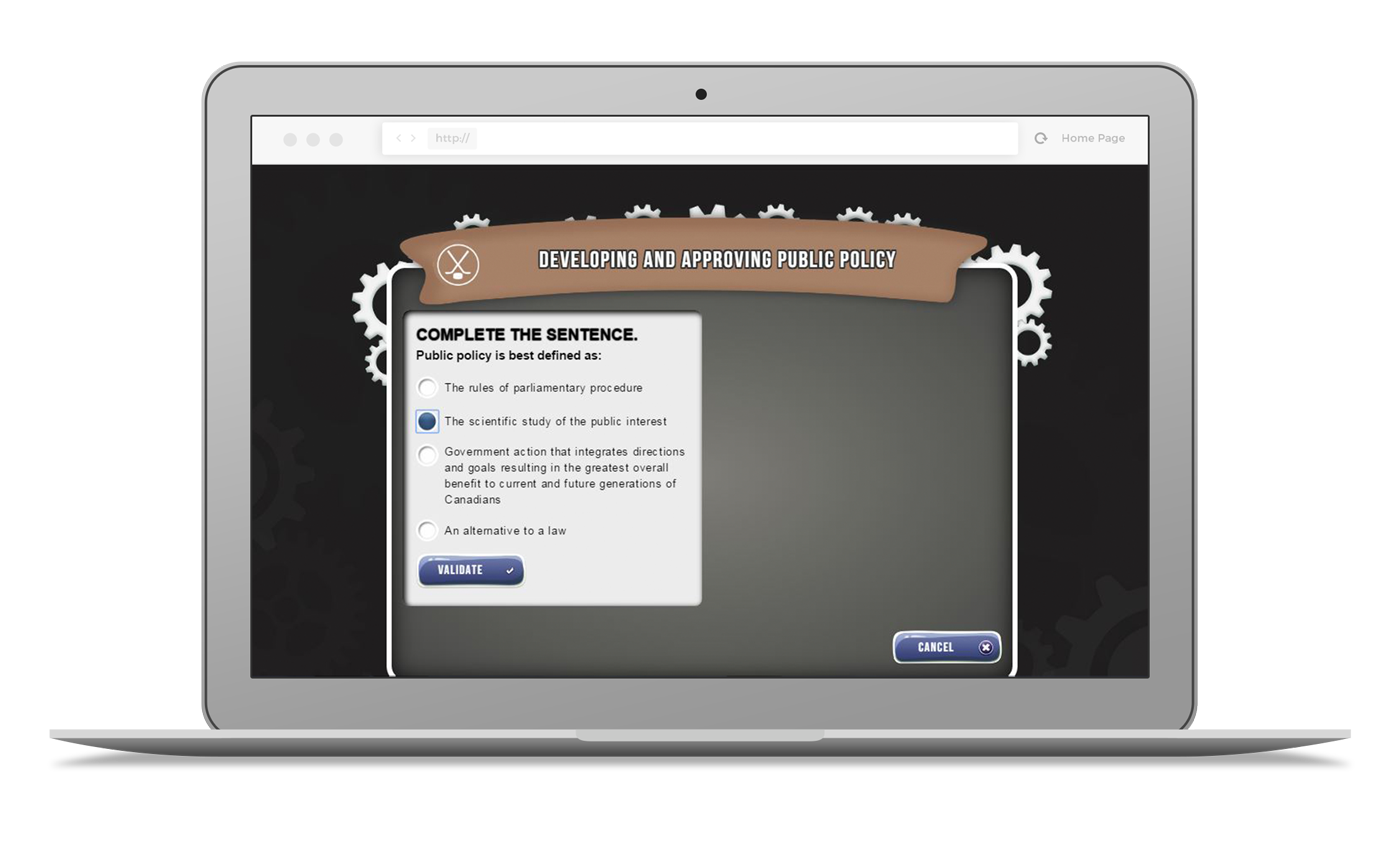 http://
Home Page
DEVELOPING AND APPROVING PUBLIC POLICY
COMPLETE THE SENTENCE.
Public policy is best defined as:
The rules of parliamentary procedure
The scientific study of the public interest
Government action that integrates directions
and goals resulting in the greatest overall
benefit to current and future generations of
Canadians
An alternative to a law
VALIDATE
CANCEL